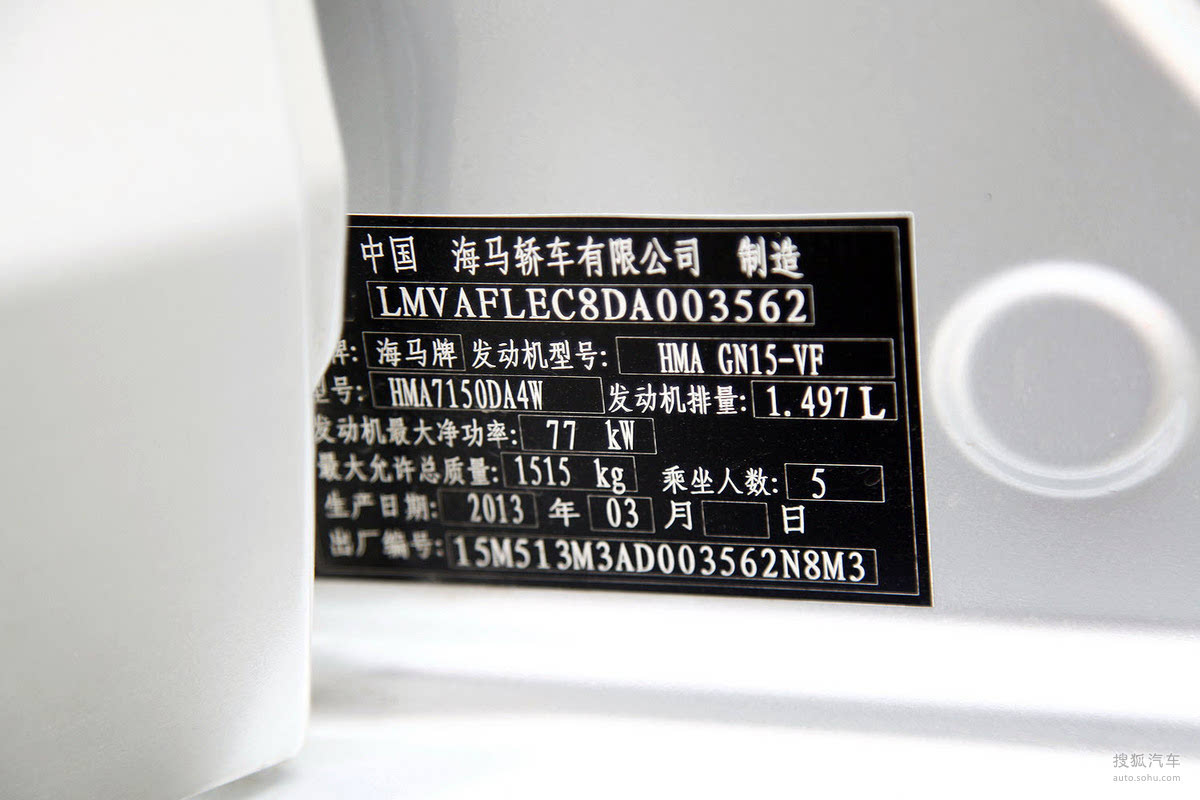 中国 海马轿车有限公司 制造
LMVAFLEC8DA003562
牌: 海马牌 发动机型号: HMA GN15-VF
型号: HMA7150DA4W 发动机排量: 1.497L
发动机最大净功率: 77 kW
最大允许总质量: 1515 kg 乘坐人数: 5
生产日期: 2013 年 03 月 日
出厂编号: 15M513M3AD003562N8M3
搜狐汽车
auto.sohu.com